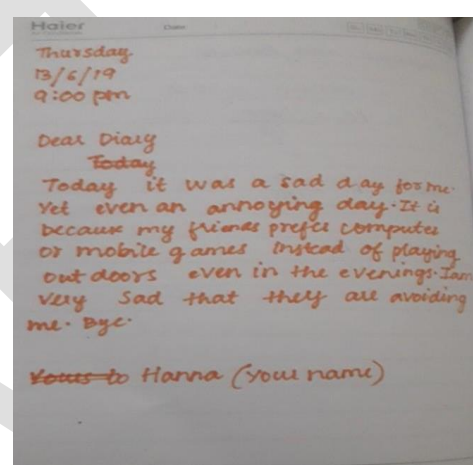 Haier
Date:
Thursday
13/6/19
9:00 pm
Dear Diary
Today
Today it was a sad day for me.
Yet even an annoying day. It is
because my friends prefer computer
or mobile games instead of playing
outdoors even in the evenings. I am
very sad that they are avoiding
me. Bye.
Yours to Hanna (your name)